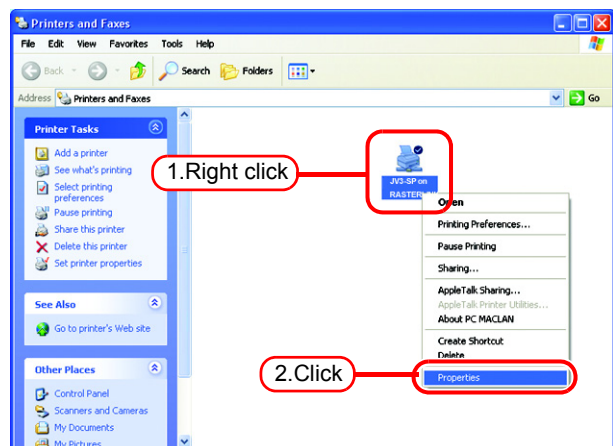 Printers and Faxes
File Edit View Favorites Tools Help
Back Search Folders
Address Printers and Faxes Go
Printer Tasks
Add a printer
See what's printing
Select printing
preferences
Pause printing
Share this printer
Delete this printer
Set printer properties
See Also
Go to printer's Web site
Other Places
Control Panel
Scanners and Cameras
My Documents
My Pictures
1.Right click
JV3-SP on
Open
Printing Preferences...
Pause Printing
Sharing...
AppleTalk Sharing...
AppleTalk Printer Utilities...
About PC MACLAN
Create Shortcut
Delete
2.Click
Properties